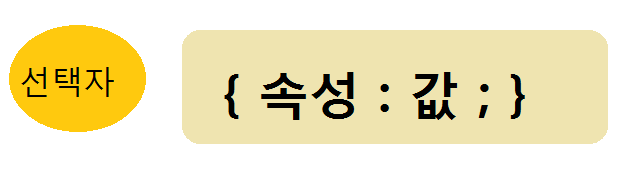 선택자 { 속성 : 값 ; }